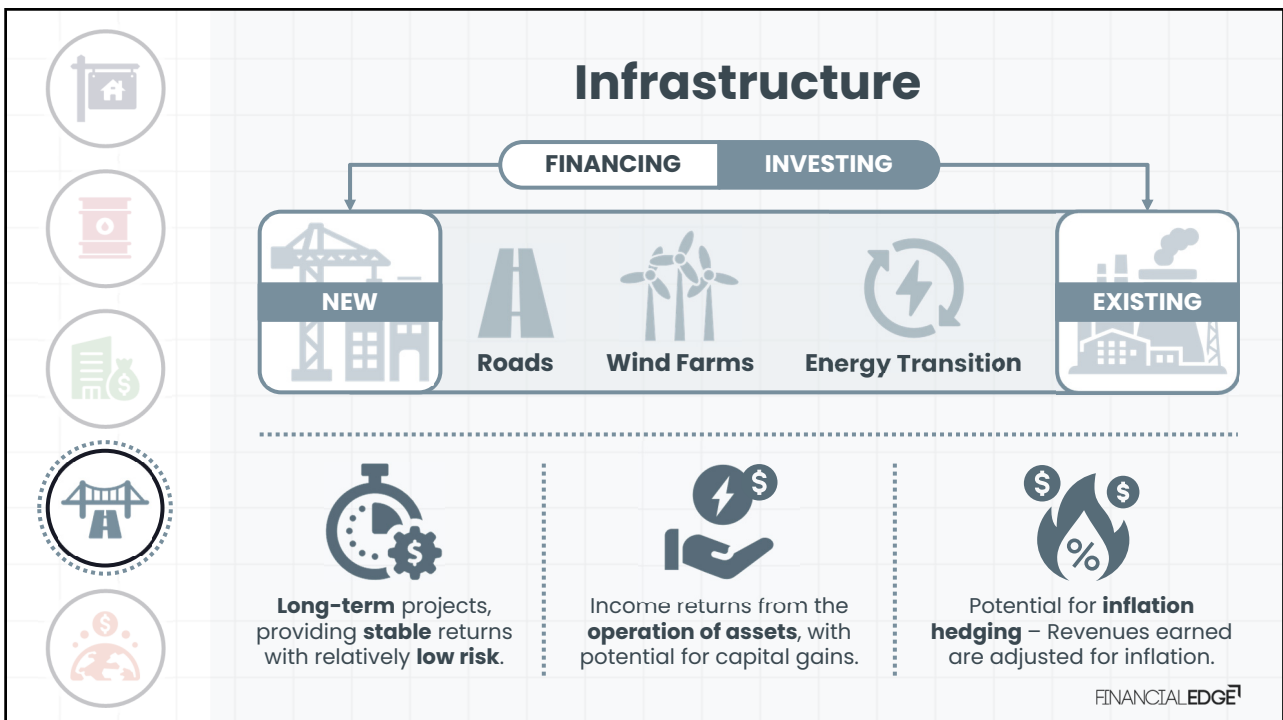 Infrastructure
FINANCING INVESTING
NEW
EXISTING
Roads
Wind Farms
Energy Transition
Long-term projects,
providing stable returns
with relatively low risk.
Income returns from the
operation of assets, with
potential for capital gains.
Potential for inflation
hedging – Revenues earned
are adjusted for inflation.
FINANCIALEDGE